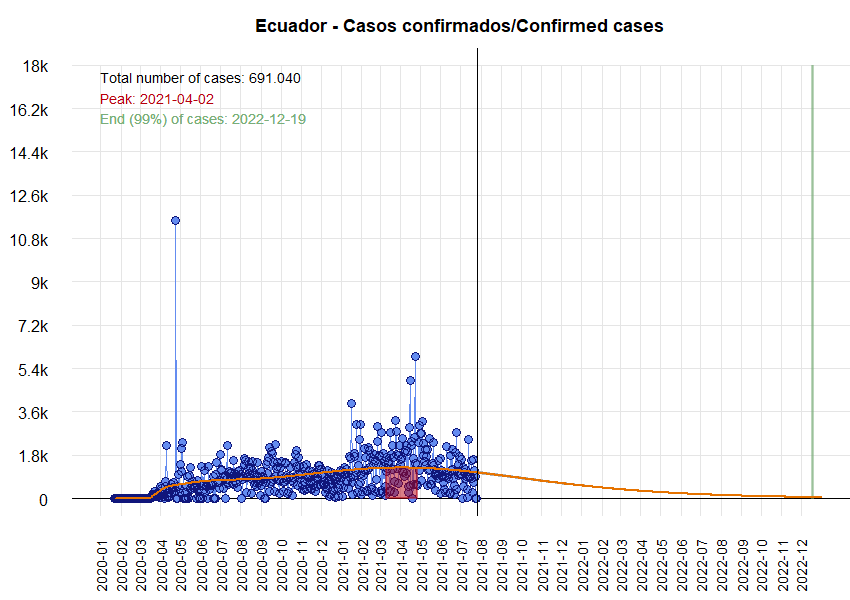 Ecuador - Casos confirmados/Confirmed cases
18k
Total number of cases: 691.040
Peak: 2021-04-02
16.2k
End (99%) of cases: 2022-12-19
14.4k
12.6k
10.8k
9k
7.2k
5.4k
3.6k
1.8k
0
2020-01
2020-02
2020-03
2020-04
2020-05
2020-06
2020-07
2020-08
2020-09
2020-10
2020-11
2020-12
2021-01
2021-02
2021-03
2021-04
2021-05
2021-06
2021-07
2021-08
2021-09
2021-10
2021-11
2021-12
2022-01
2022-02
2022-03
2022-04
2022-05
2022-06
2022-07
2022-08
2022-09
2022-10
2022-11
2022-12